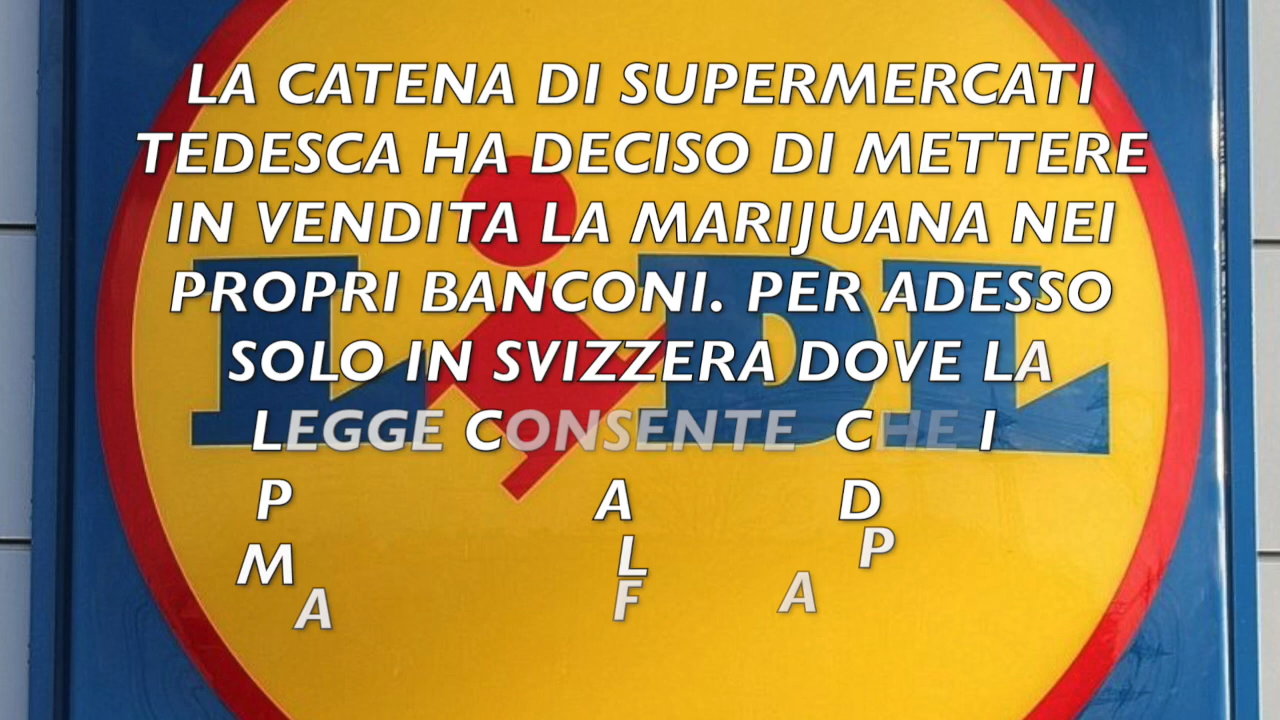 LA CATENA DI SUPERMERCATI
TEDESCA HA DECISO DI METTERE
IN VENDITA LA MARIJUANA NEI
PROPRI BANCONI. PER ADESSO
SOLO IN SVIZZERA DOVE LA
LEGGE CONSENTE CHE I
P A D
M L P
A F A
LIDL